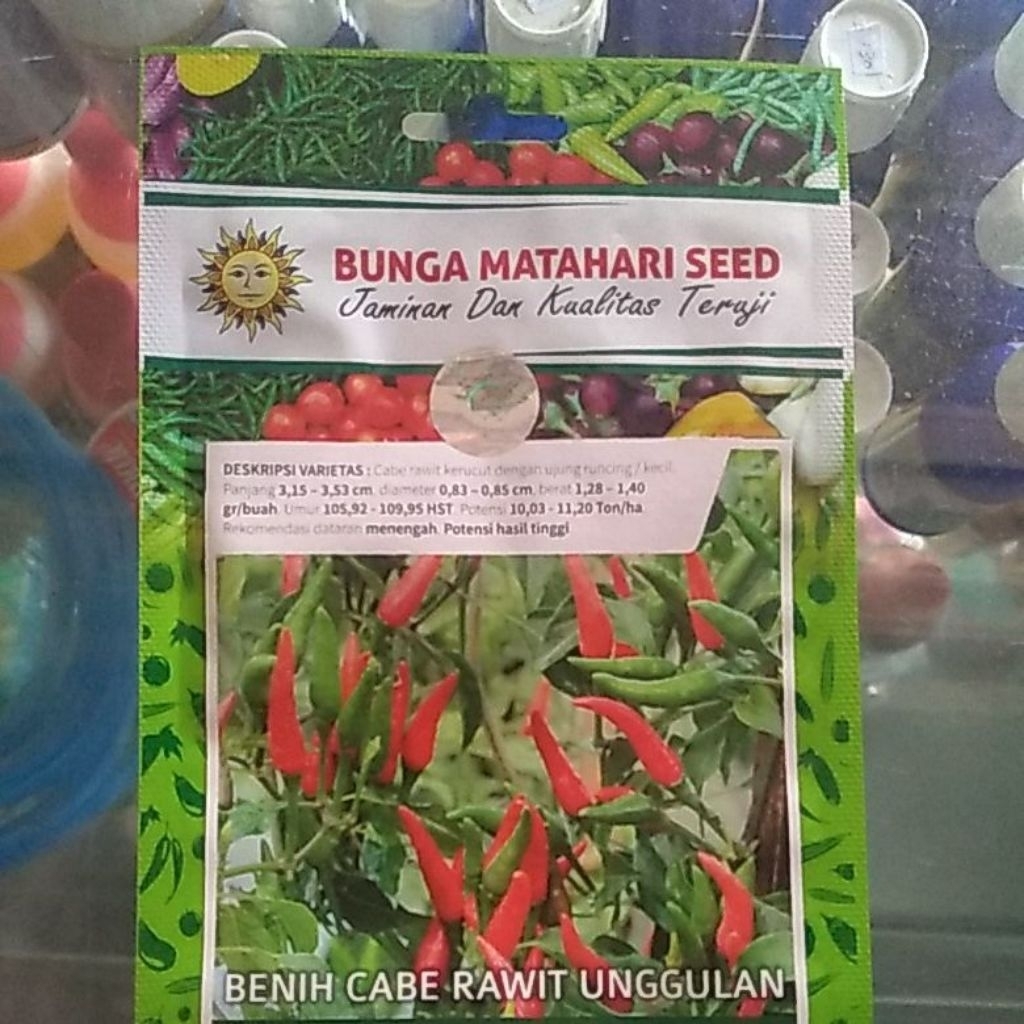 BUNGA MATAHARI SEED
Jaminan Dan Kualitas Teruji
DESKRIPSI VARIETAS : Cabe rawit kerucut dengan ujung runcing / kecil.
Panjang 3,15 - 3,53 cm, diameter 0,83 - 0,85 cm, berat 1,28 - 1,40
gr/buah. Umur 105,92 - 109,95 HST. Potensi 10,03 - 11,20 Ton/ha.
Rekomendasi dataran menengah. Potensi hasil tinggi
BENIH CABE RAWIT UNGGULAN